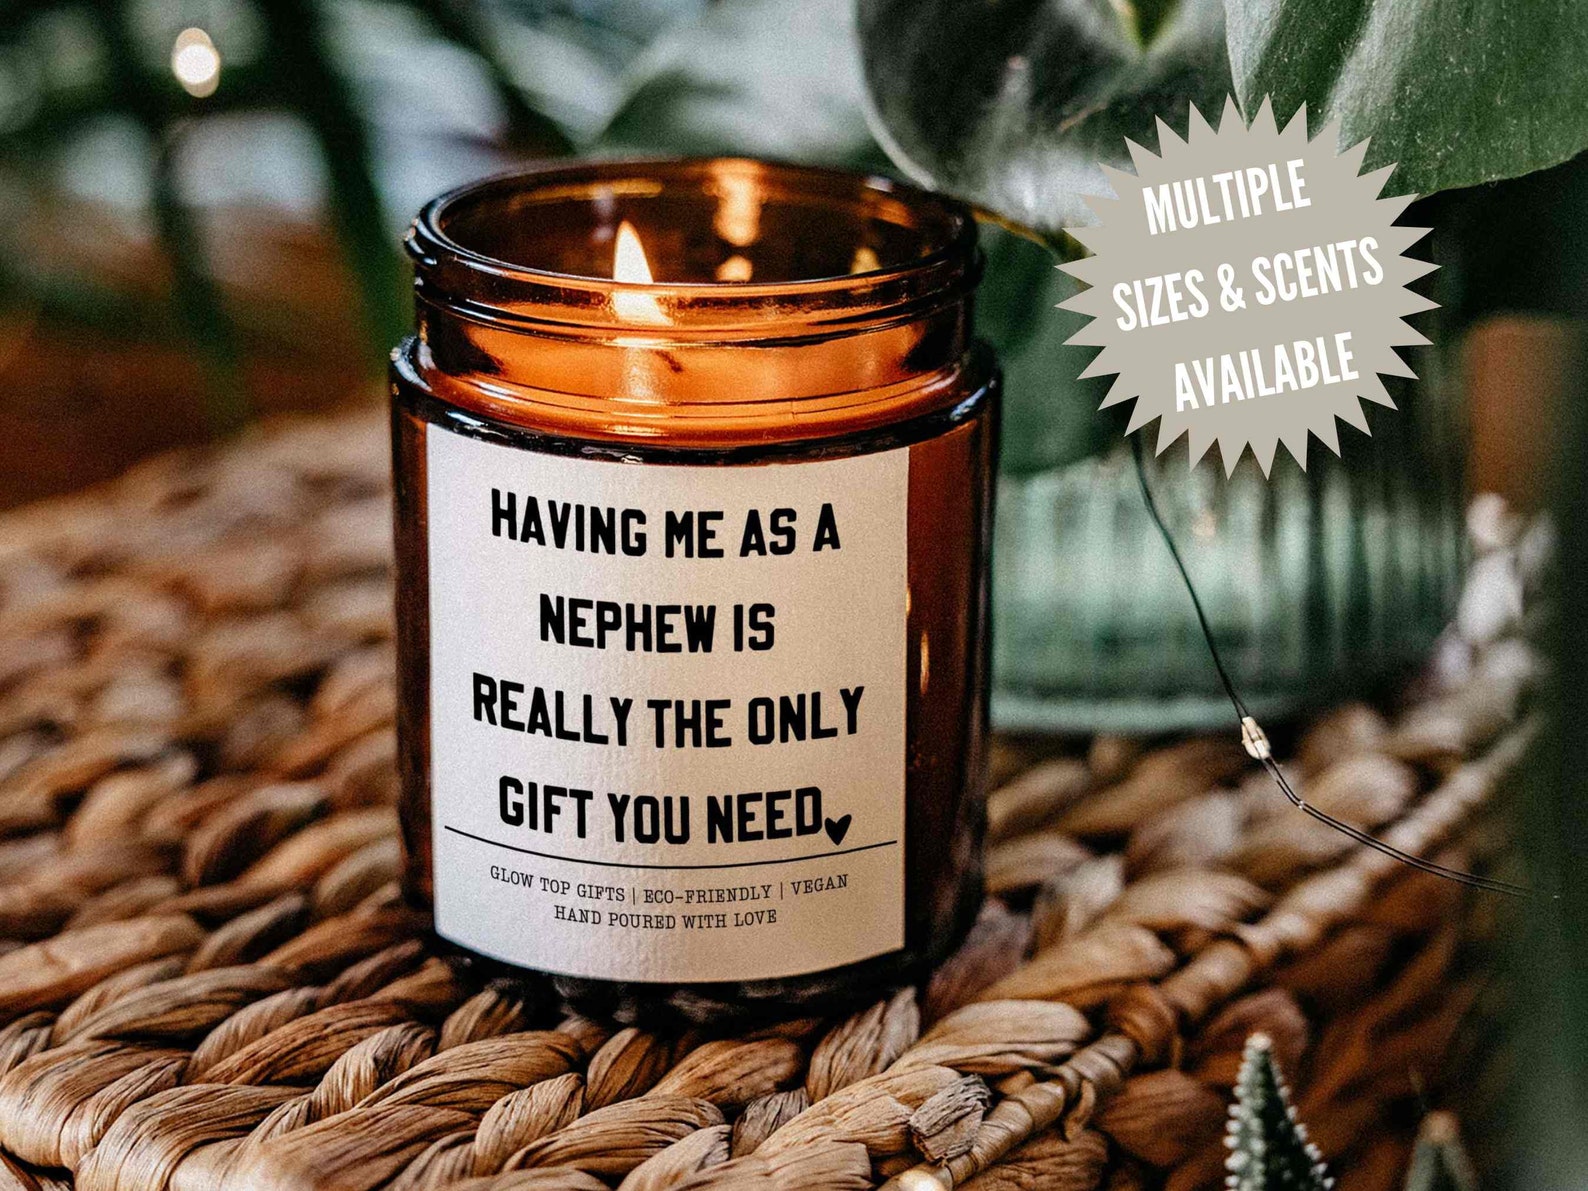 HAVING ME AS A
NEPHEW IS
REALLY THE ONLY
GIFT YOU NEED
GLOW TOP GIFTS | ECO-FRIENDLY | VEGAN
HAND POURED WITH LOVE
MULTIPLE
SIZES & SCENTS
AVAILABLE